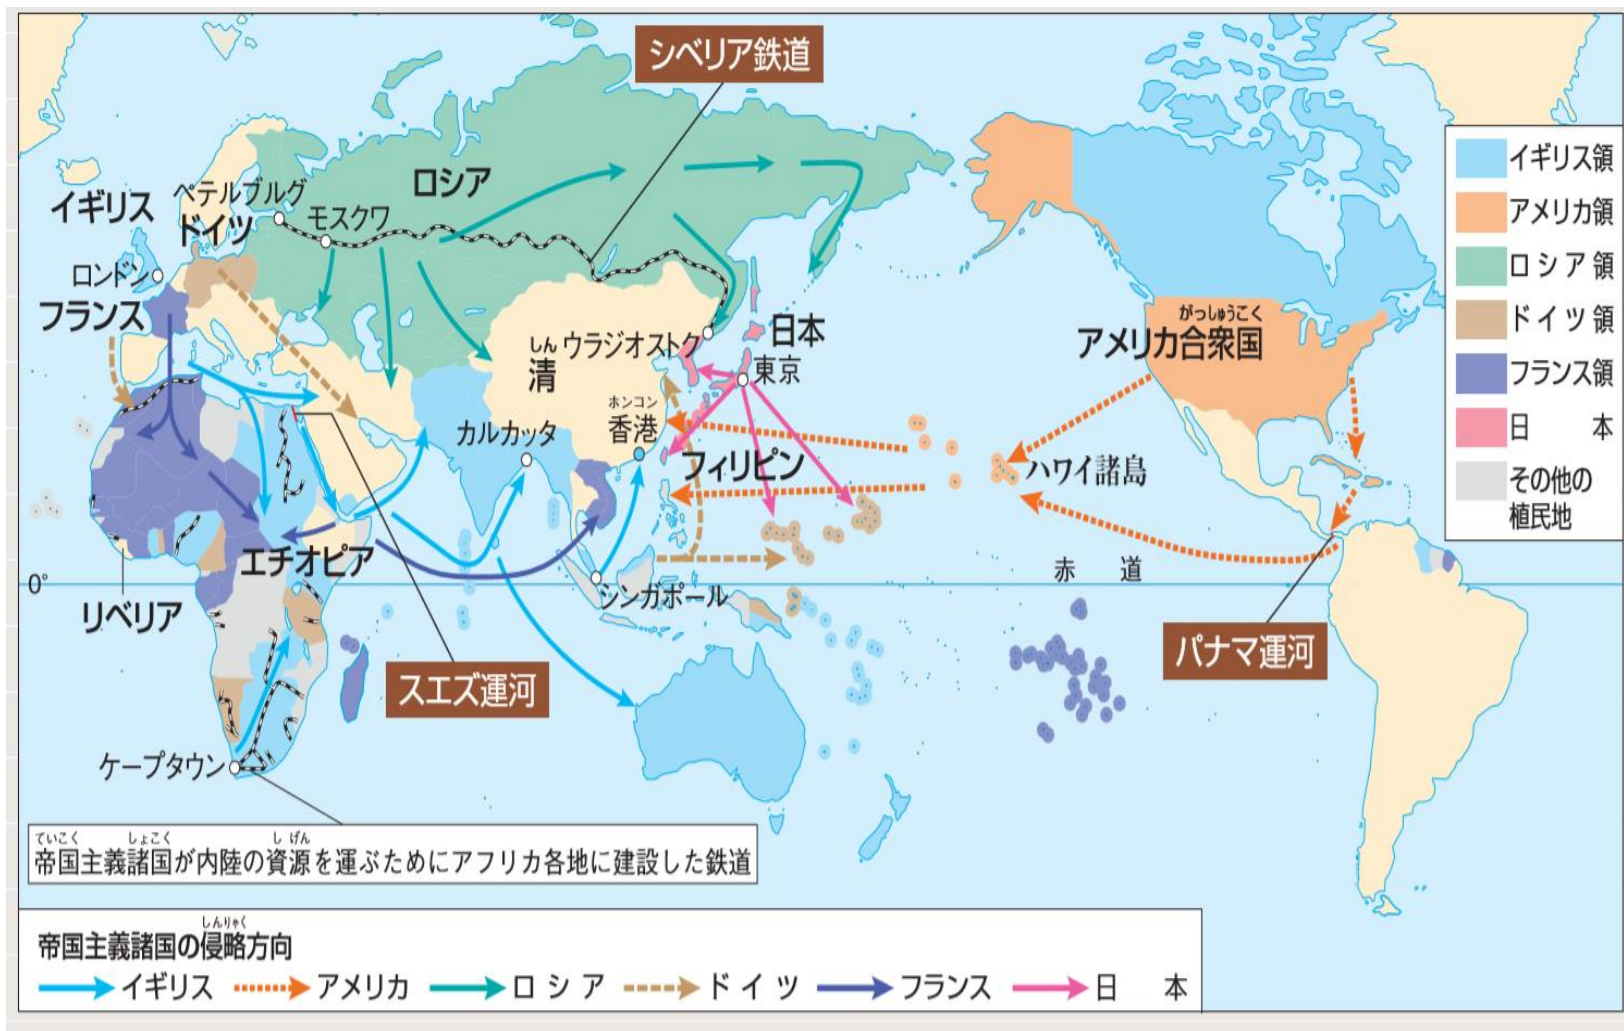 シベリア鉄道
イギリス
ペテルブルグ
ドイツ
モスクワ
ロシア
ロンドン
フランス
しん
清
ウラジオストク
日本
東京
ホンコン
香港
カルカッタ
フィリピン
がっしゅうこく
アメリカ合衆国
ハワイ諸島
エチオピア
0°
赤 道
リベリア
シンガポール
スエズ運河
パナマ運河
ケープタウン
イギリス領
アメリカ領
ロシア領
ドイツ領
フランス領
日 本
その他の
植民地
ていこく しょこく しげん
帝国主義諸国が内陸の資源を運ぶためにアフリカ各地に建設した鉄道
しんりゃく
帝国主義諸国の侵略方向
イギリス アメリカ ロシア ドイツ フランス 日 本